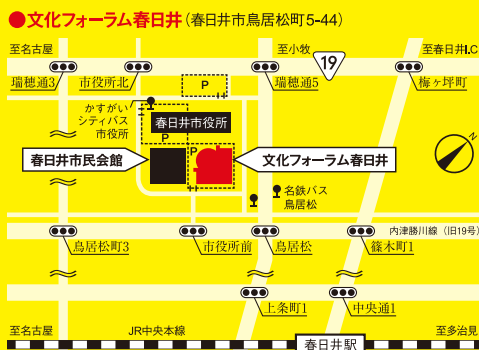 ●文化フォーラム春日井(春日井市鳥居松町5-44)
至名古屋
至小牧
19
至春日井I.C
瑞穂通3
市役所北
P
瑞穂通5
梅ヶ坪町
かすがい
シティバス
市役所
春日井市役所
P
春日井市民会館
P
文化フォーラム春日井
N
名鉄バス
鳥居松
内津勝川線(旧19号)
鳥居松町3
市役所前
鳥居松
篠木町1
上条町1
中央通1
至名古屋
JR中央本線
春日井駅
至多治見